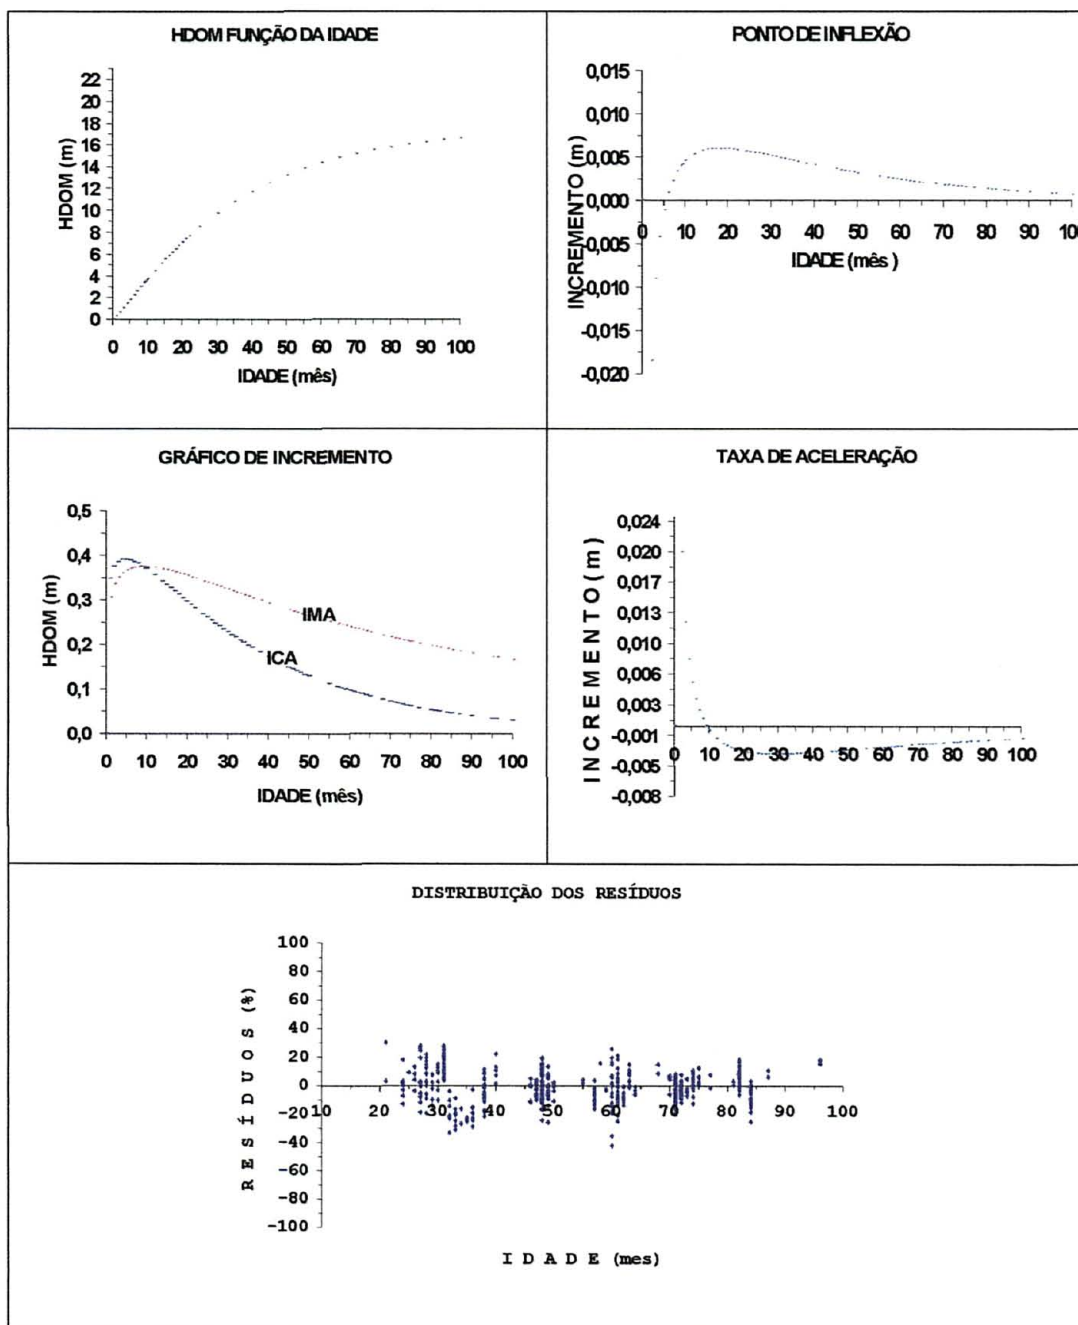 HDOM FUNÇÃO DA IDADE
HDOM (m)
22
20
18
16
14
12
10
8
6
4
2
0
0 10 20 30 40 50 60 70 80 90 100
IDADE (mês)
PONTO DE INFLEXÃO
INCREMENTO (m)
0,015
0,010
0,005
0,000
-0,005
-0,010
-0,015
-0,020
0 10 20 30 40 50 60 70 80 90 100
IDADE (mês )
GRÁFICO DE INCREMENTO
HDOM (m)
0,5
0,4
0,3
0,2
0,1
0,0
IMA
ICA
0 10 20 30 40 50 60 70 80 90 100
IDADE (mês)
TAXA DE ACELERAÇÃO
I N C R E M E N T O ( m )
0,024
0,020
0,017
0,013
0,010
0,006
0,003
-0,001
-0,005
-0,008
0 10 20 30 40 50 60 70 80 90 100
DISTRIBUIÇÃO DOS RESÍDUOS
R E S Í D U O S (%)
100
80
60
40
20
0
-20
-40
-60
-80
-100
10 20 30 40 50 60 70 80 90 100
I D A D E (mes)